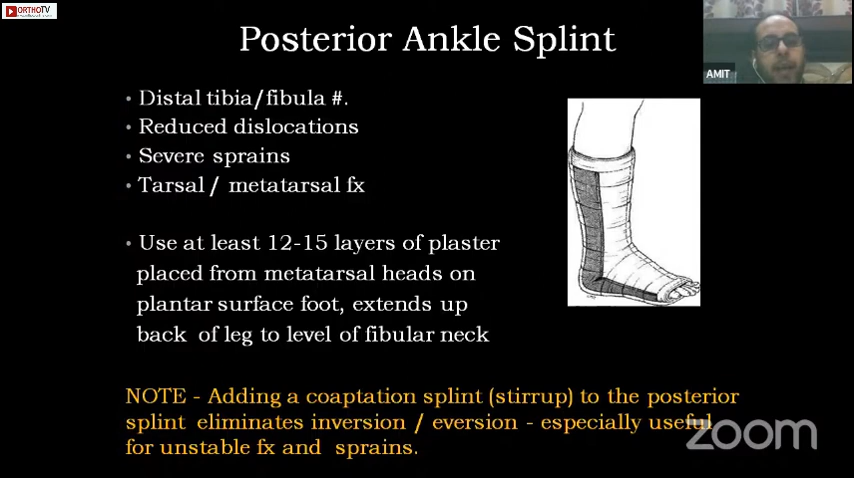 ORTHOTV
Posterior Ankle Splint
AMIT
• Distal tibia/fibula #.
• Reduced dislocations
• Severe sprains
• Tarsal/ metatarsal fx
• Use at least 12-15 layers of plaster
placed from metatarsal heads on
plantar surface foot, extends up
back of leg to level of fibular neck
NOTE - Adding a coaptation splint (stirrup) to the posterior
splint eliminates inversion / eversion - especially useful
for unstable fx and sprains.
zoom